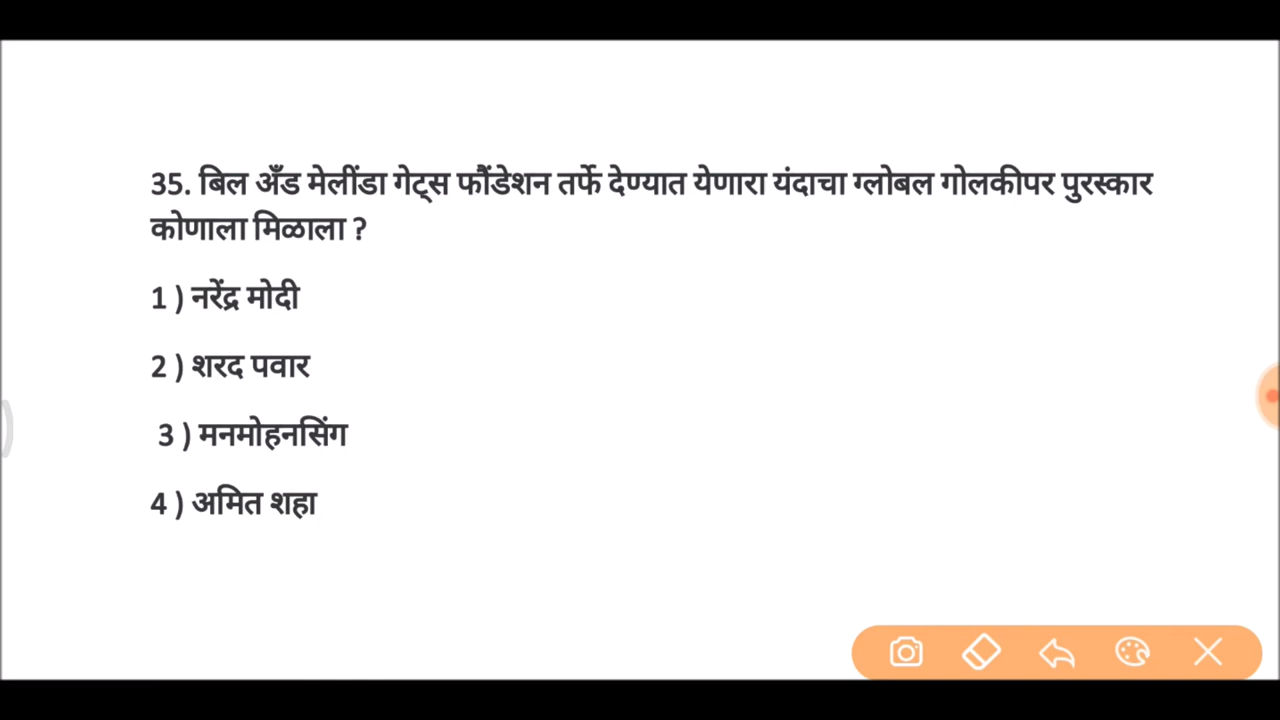 35. बिल अँड मेलींडा गेट्स फौंडेशन तर्फे देण्यात येणारा यंदाचा ग्लोबल गोलकीपर पुरस्कार
कोणाला मिळाला ?
1 ) नरेंद्र मोदी
2 ) शरद पवार
3 ) मनमोहनसिंग
4 ) अमित शहा